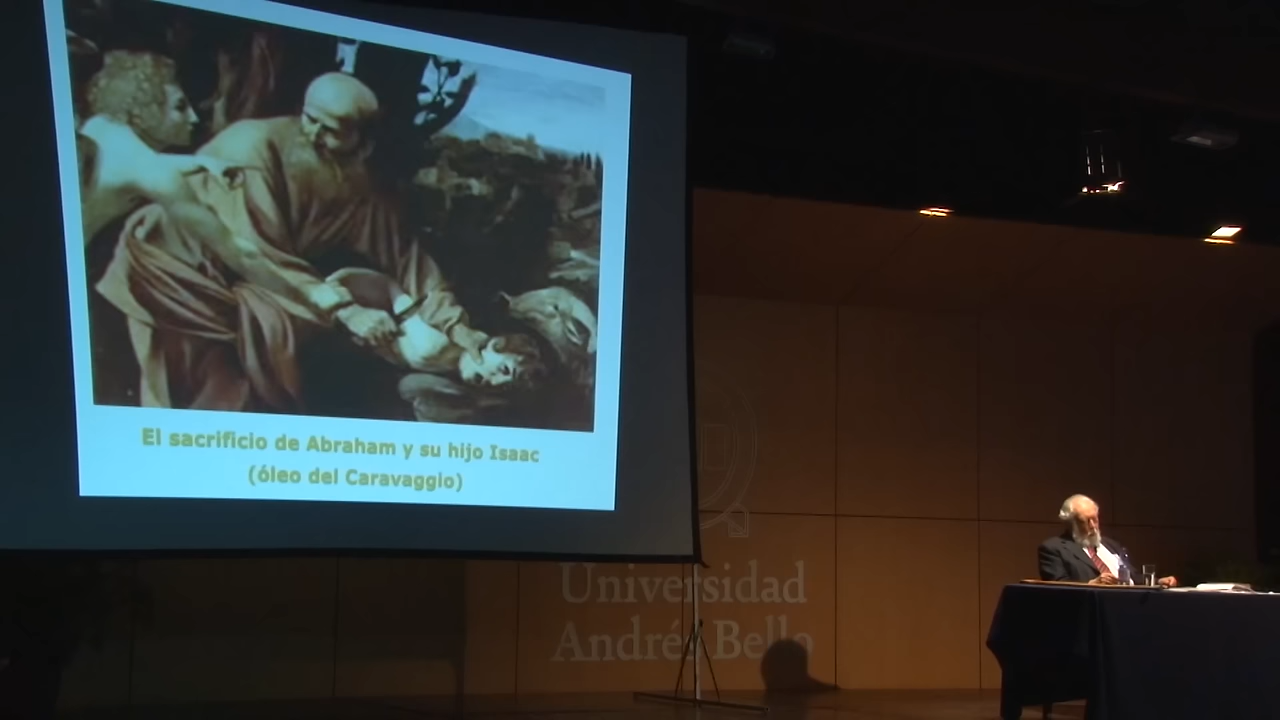 El sacrificio de Abraham y su hijo Isaac
(óleo del Caravaggio)
Universidad
Andrés Bello